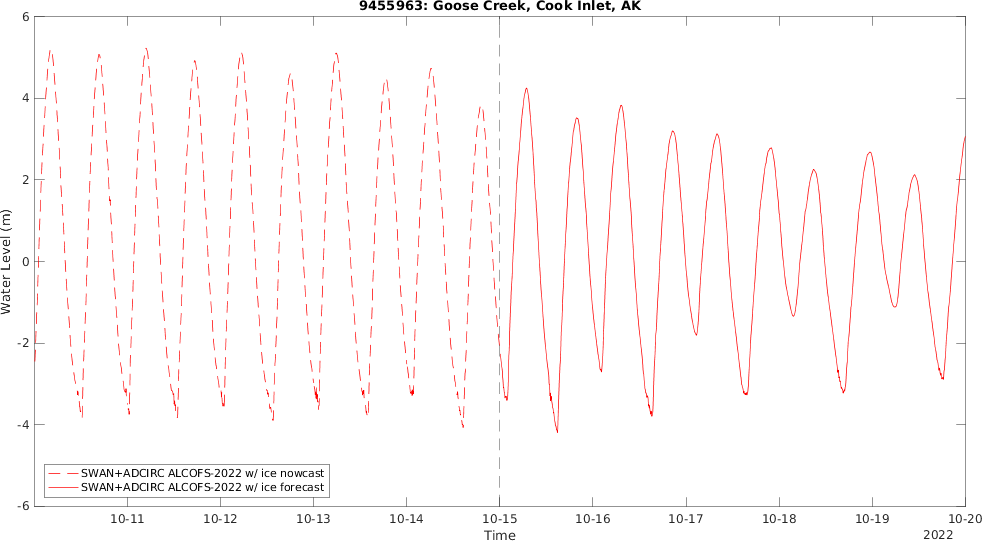 9455963: Goose Creek, Cook Inlet, AK
6
4
2
0
-2
-4
-6
Water Level (m)
SWAN+ADCIRC ALCOFS-2022 w/ ice nowcast
SWAN+ADCIRC ALCOFS-2022 w/ ice forecast
10-11 10-12 10-13 10-14 10-15 10-16 10-17 10-18 10-19 10-20
Time
2022